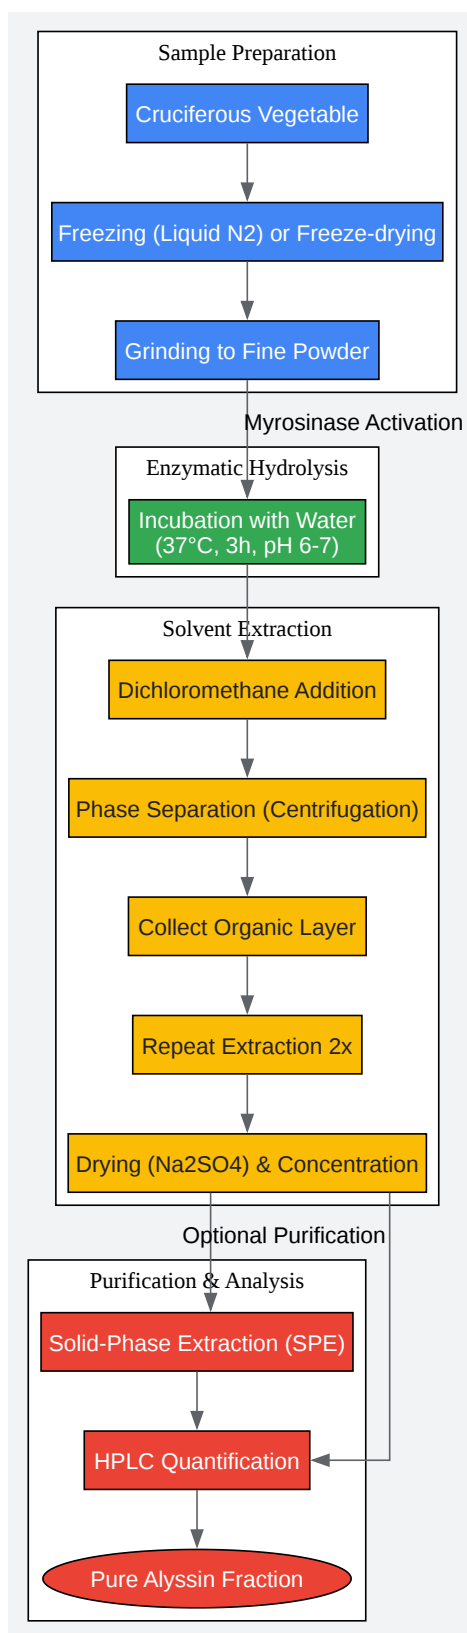 Sample Preparation
Cruciferous Vegetable
Freezing (Liquid N2) or Freeze-drying
Grinding to Fine Powder
Myrosinase Activation
Enzymatic Hydrolysis
Incubation with Water
(37°C, 3h, pH 6-7)
Solvent Extraction
Dichloromethane Addition
Phase Separation (Centrifugation)
Collect Organic Layer
Repeat Extraction 2x
Drying (Na2SO4) & Concentration
Optional Purification
Purification & Analysis
Solid-Phase Extraction (SPE)
HPLC Quantification
Pure Alyssin Fraction